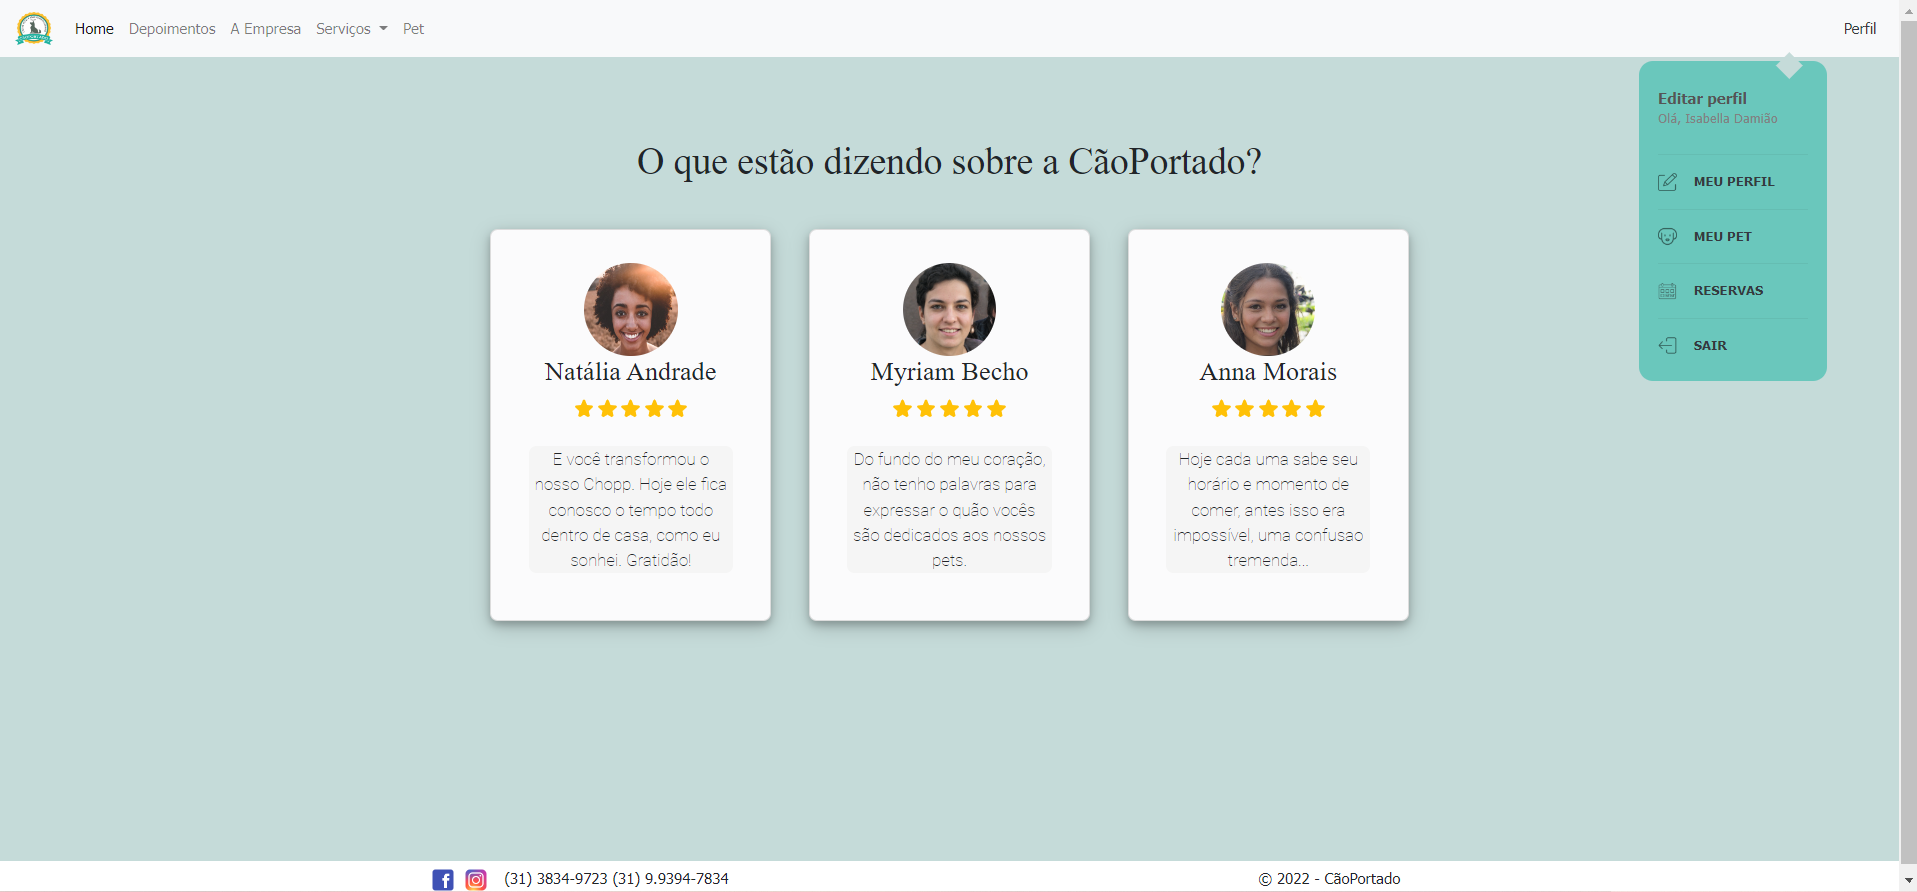 Home Depoimentos A Empresa Serviços Pet Perfil
Editar perfil
Olá, Isabella Damião
MEU PERFIL
MEU PET
RESERVAS
SAIR
O que estão dizendo sobre a CãoPortado?
Natália Andrade
E você transformou o
nosso Chopp. Hoje ele fica
conosco o tempo todo
dentro de casa, como eu
sonhei. Gratidão!
Myriam Becho
Do fundo do meu coração,
não tenho palavras para
expressar o quão vocês
são dedicados aos nossos
pets.
Anna Morais
Hoje cada uma sabe seu
horário e momento de
comer, antes isso era
impossível, uma confusao
tremenda...
(31) 3834-9723 (31) 9.9394-7834
© 2022 - CãoPortado